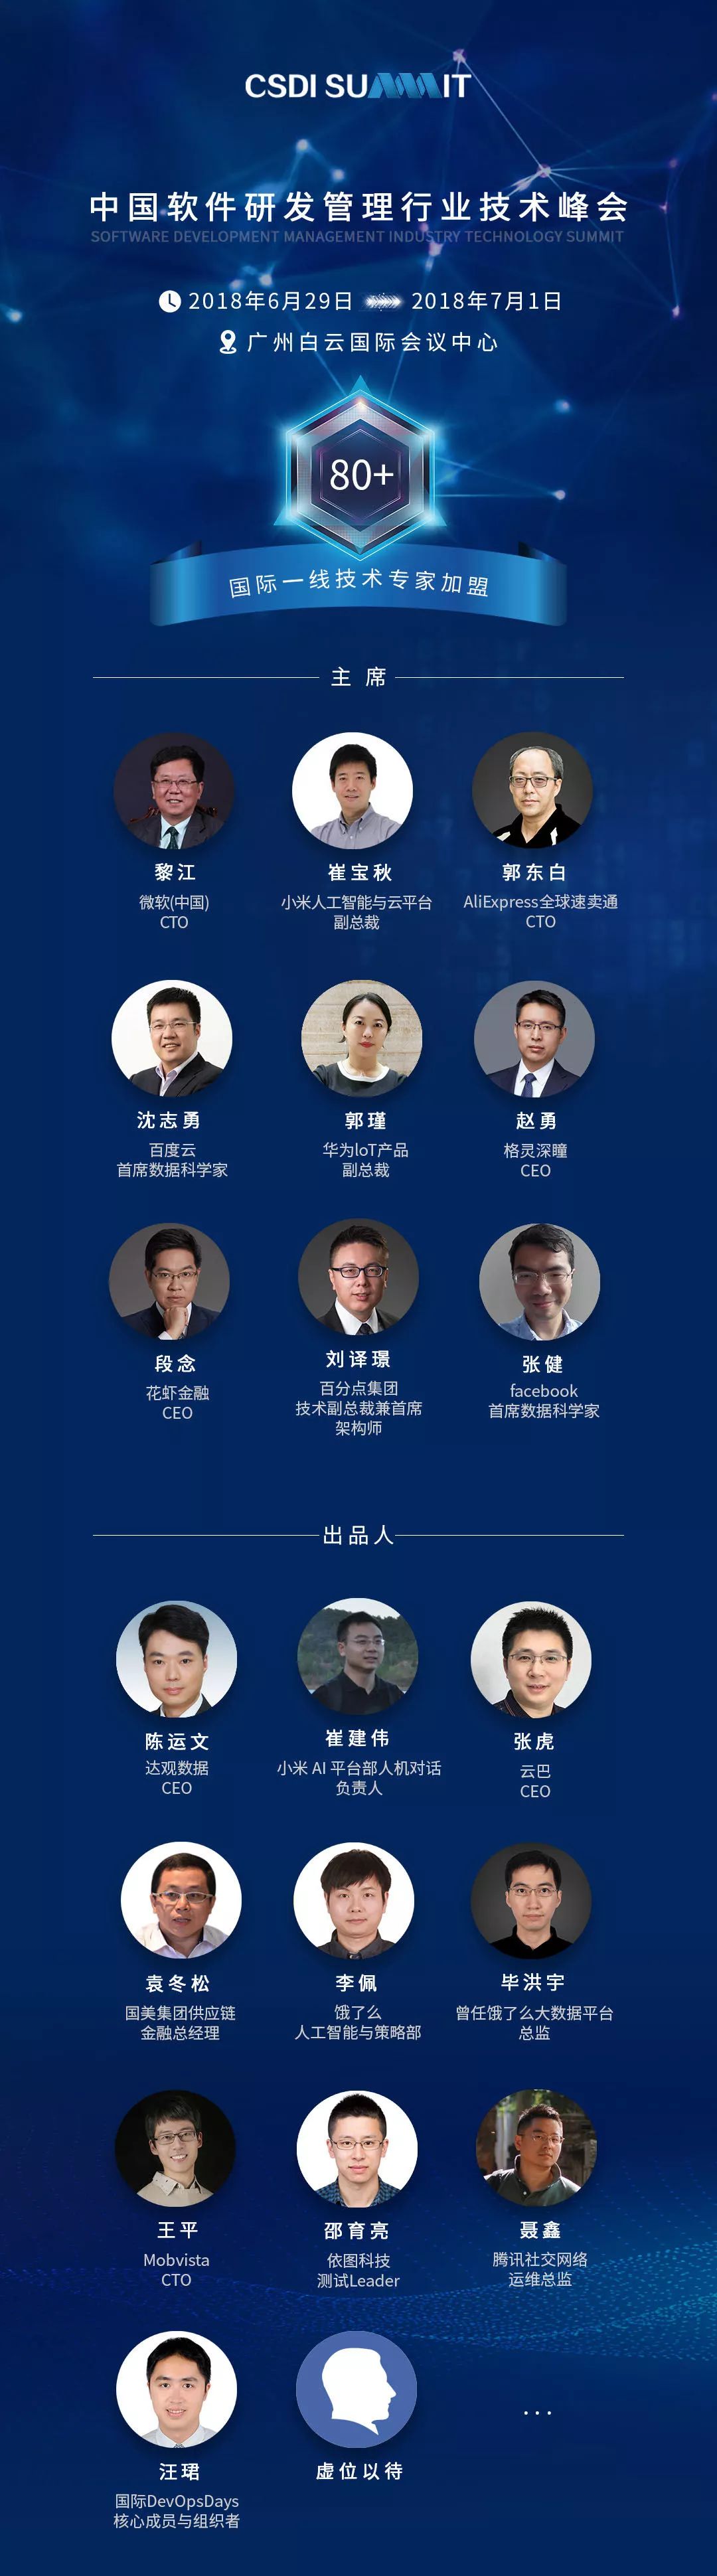 CSDI SUMMIT
中国软件研发管理行业技术峰会
SOFTWARE DEVELOPMENT MANAGEMENT INDUSTRY TECHNOLOGY SUMMIT
2018年6月29日 2018年7月1日
广州白云国际会议中心
80+
国际一线技术专家加盟
主席
黎江
微软(中国)
CTO
崔宝秋
小米人工智能与云平台
副总裁
郭东白
AliExpress全球速卖通
CTO
沈志勇
百度云
首席数据科学家
郭瑾
华为loT产品
副总裁
赵勇
格灵深瞳
CEO
段念
花虾金融
CEO
刘译璟
百分点集团
技术副总裁兼首席
架构师
张健
facebook
首席数据科学家
出品人
陈运文
达观数据
CEO
崔建伟
小米 AI 平台部人机对话
负责人
张虎
云巴
CEO
袁冬松
国美集团供应链
金融总经理
李佩
饿了么
人工智能与策略部
毕洪宇
曾任饿了么大数据平台
总监
王平
Mobvista
CTO
邵育亮
依图科技
测试Leader
聂鑫
腾讯社交网络
运维总监
汪珺
国际DevOpsDays
核心成员与组织者
虚位以待
...